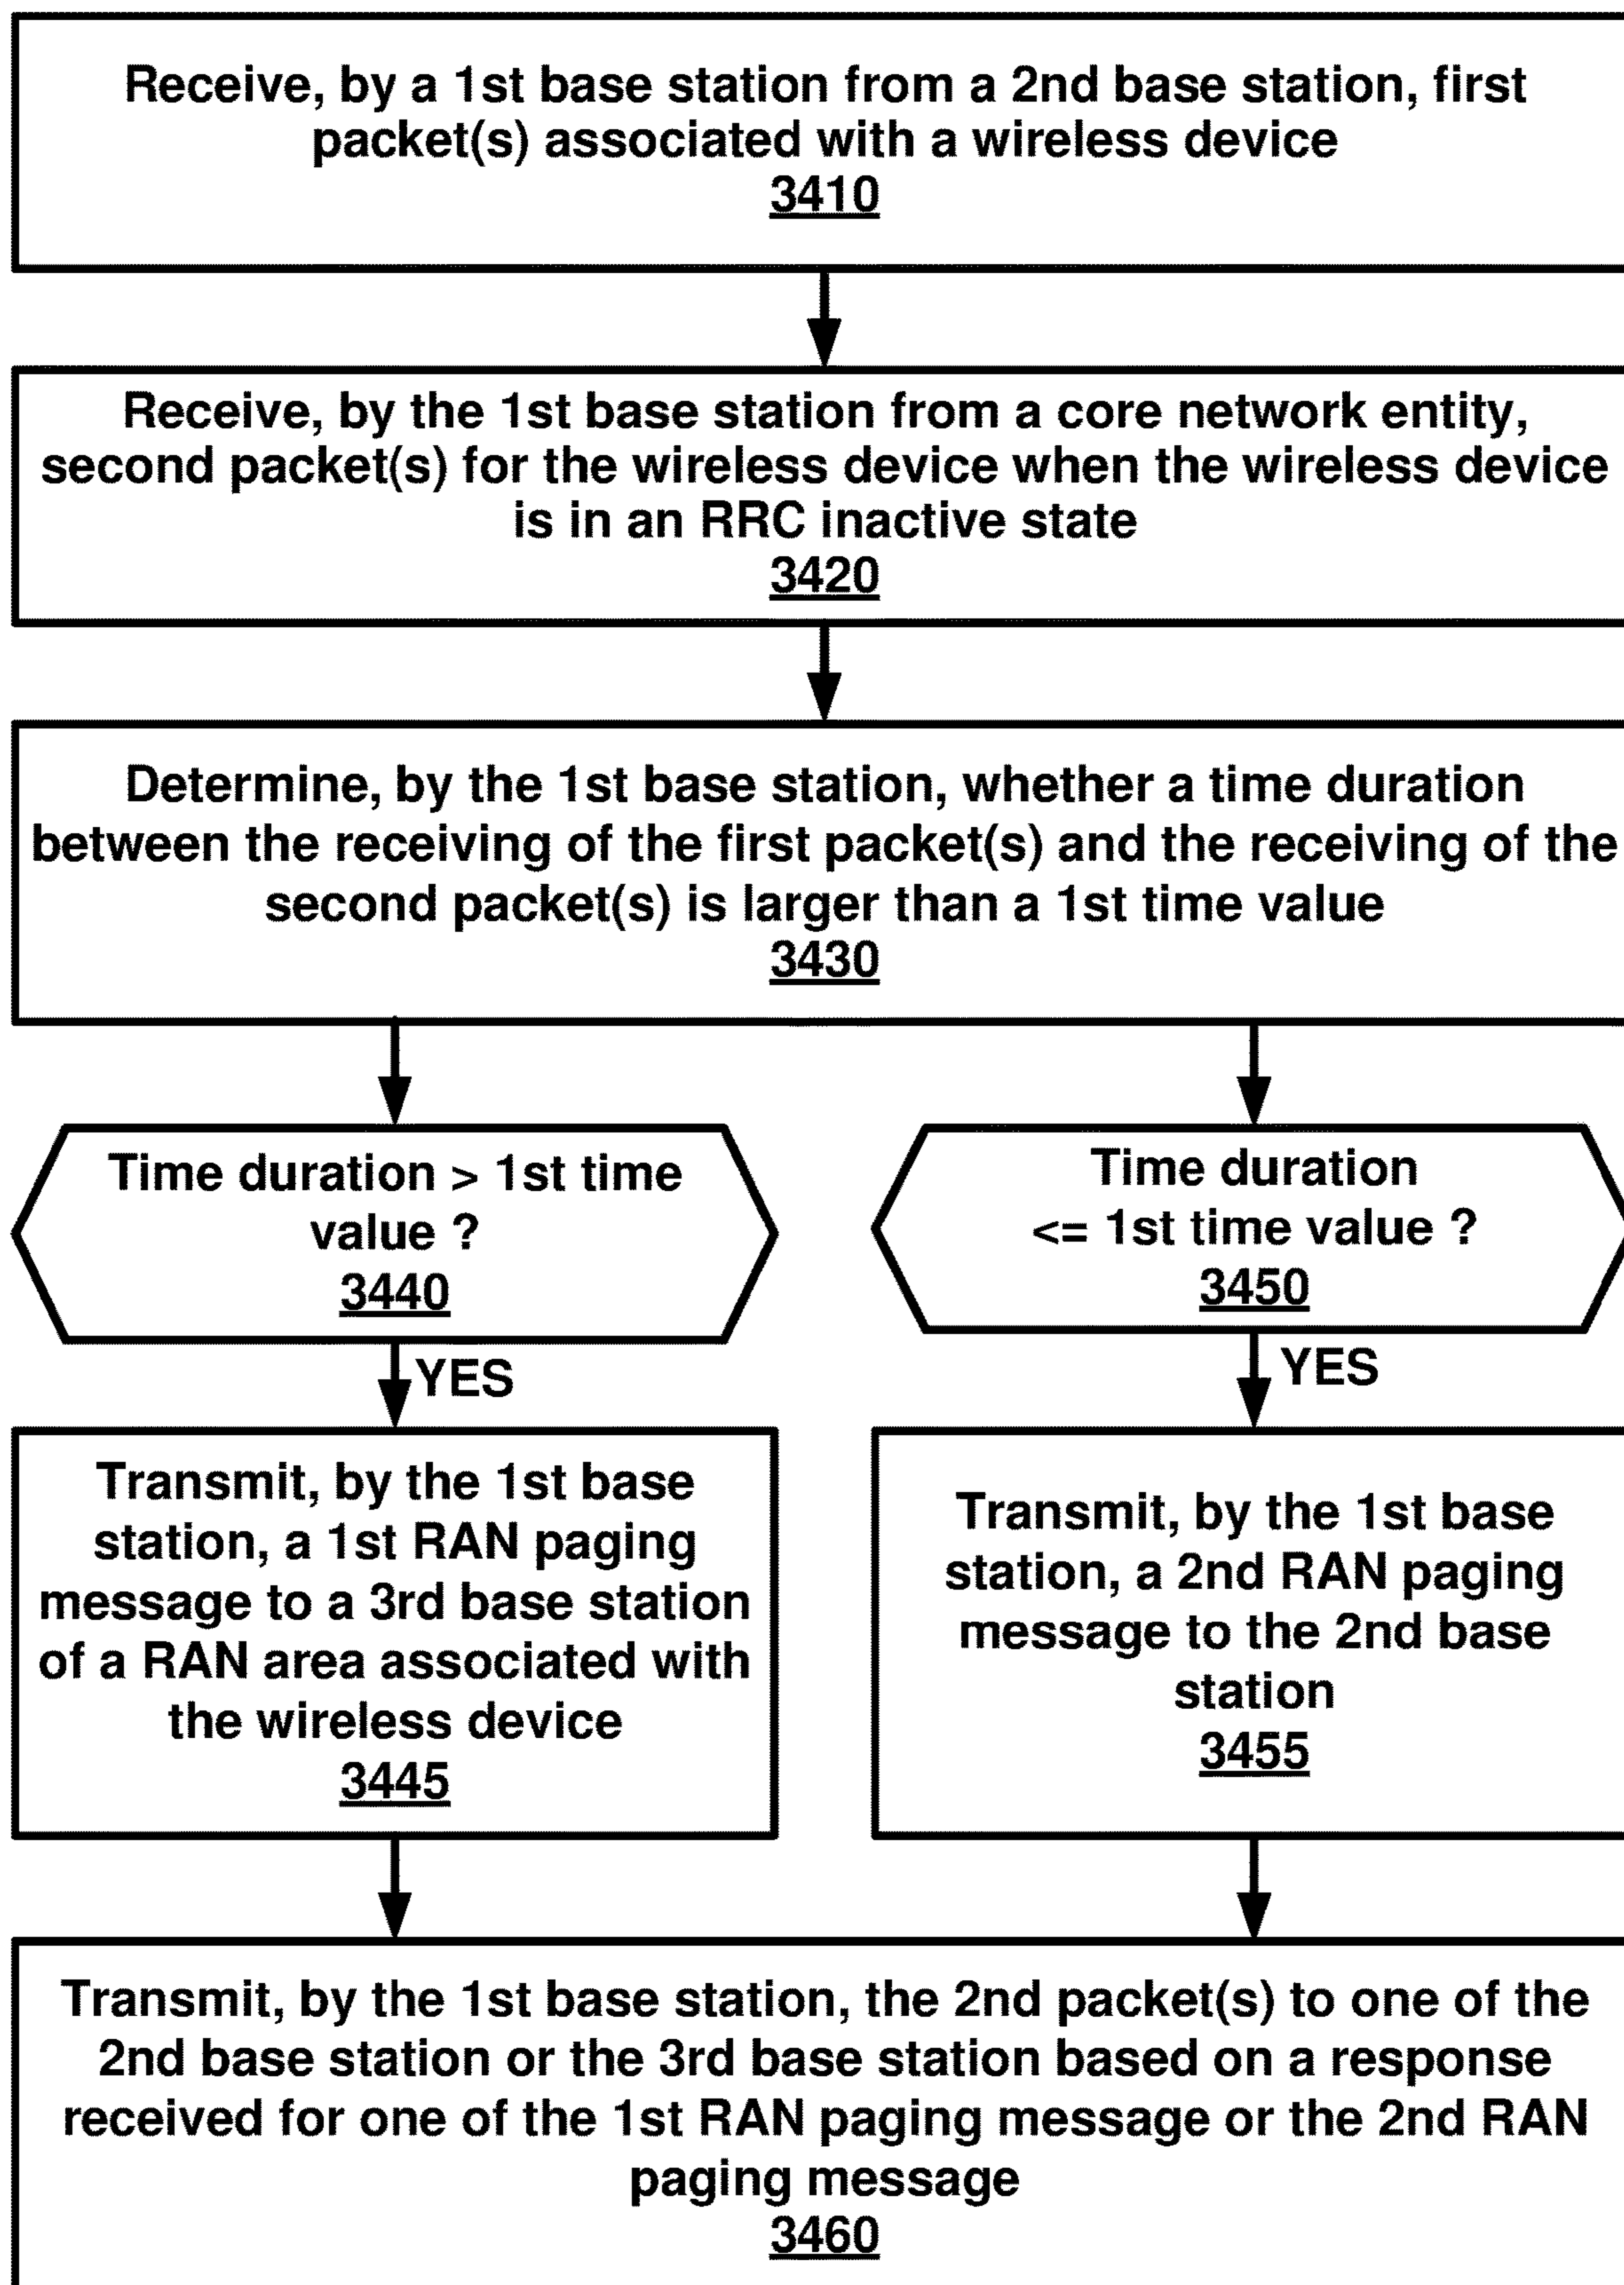 Receive, by a 1st base station from a 2nd base station, first
packet(s) associated with a wireless device
3410
Receive, by the 1st base station from a core network entity,
second packet(s) for the wireless device when the wireless device
is in an RRC inactive state
3420
Determine, by the 1st base station, whether a time duration
between the receiving of the first packet(s) and the receiving of the
second packet(s) is larger than a 1st time value
3430
Time duration > 1st time
value ?
3440
YES
Transmit, by the 1st base
station, a 1st RAN paging
message to a 3rd base station
of a RAN area associated with
the wireless device
3445
Time duration
<= 1st time value ?
3450
YES
Transmit, by the 1st base
station, a 2nd RAN paging
message to the 2nd base
station
3455
Transmit, by the 1st base station, the 2nd packet(s) to one of the
2nd base station or the 3rd base station based on a response
received for one of the 1st RAN paging message or the 2nd RAN
paging message
3460